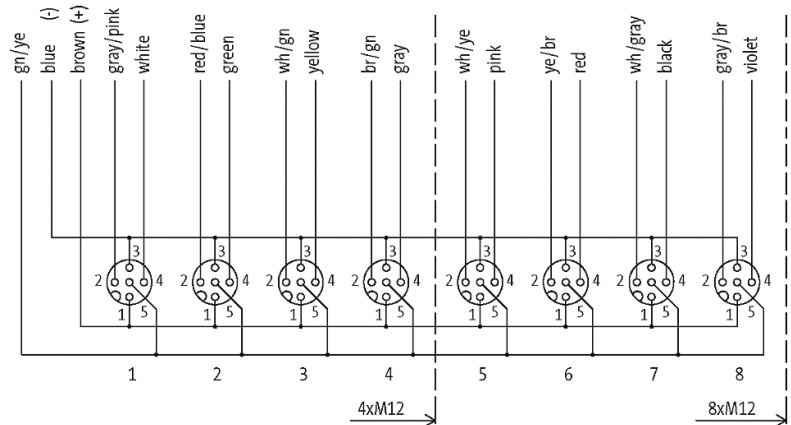 gn/ye
blue (-)
brown (+)
gray/pink
white
red/blue
green
wh/gn
yellow
br/gn
gray
wh/ye
pink
ye/br
red
wh/gray
black
gray/br
violet
3 3 3 3 3 3 3 3
2 4 2 4 2 4 2 4 2 4 2 4 2 4 2 4
1 5 1 5 1 5 1 5 1 5 1 5 1 5 1 5
1 2 3 4 5 6 7 8
4xM12 8xM12